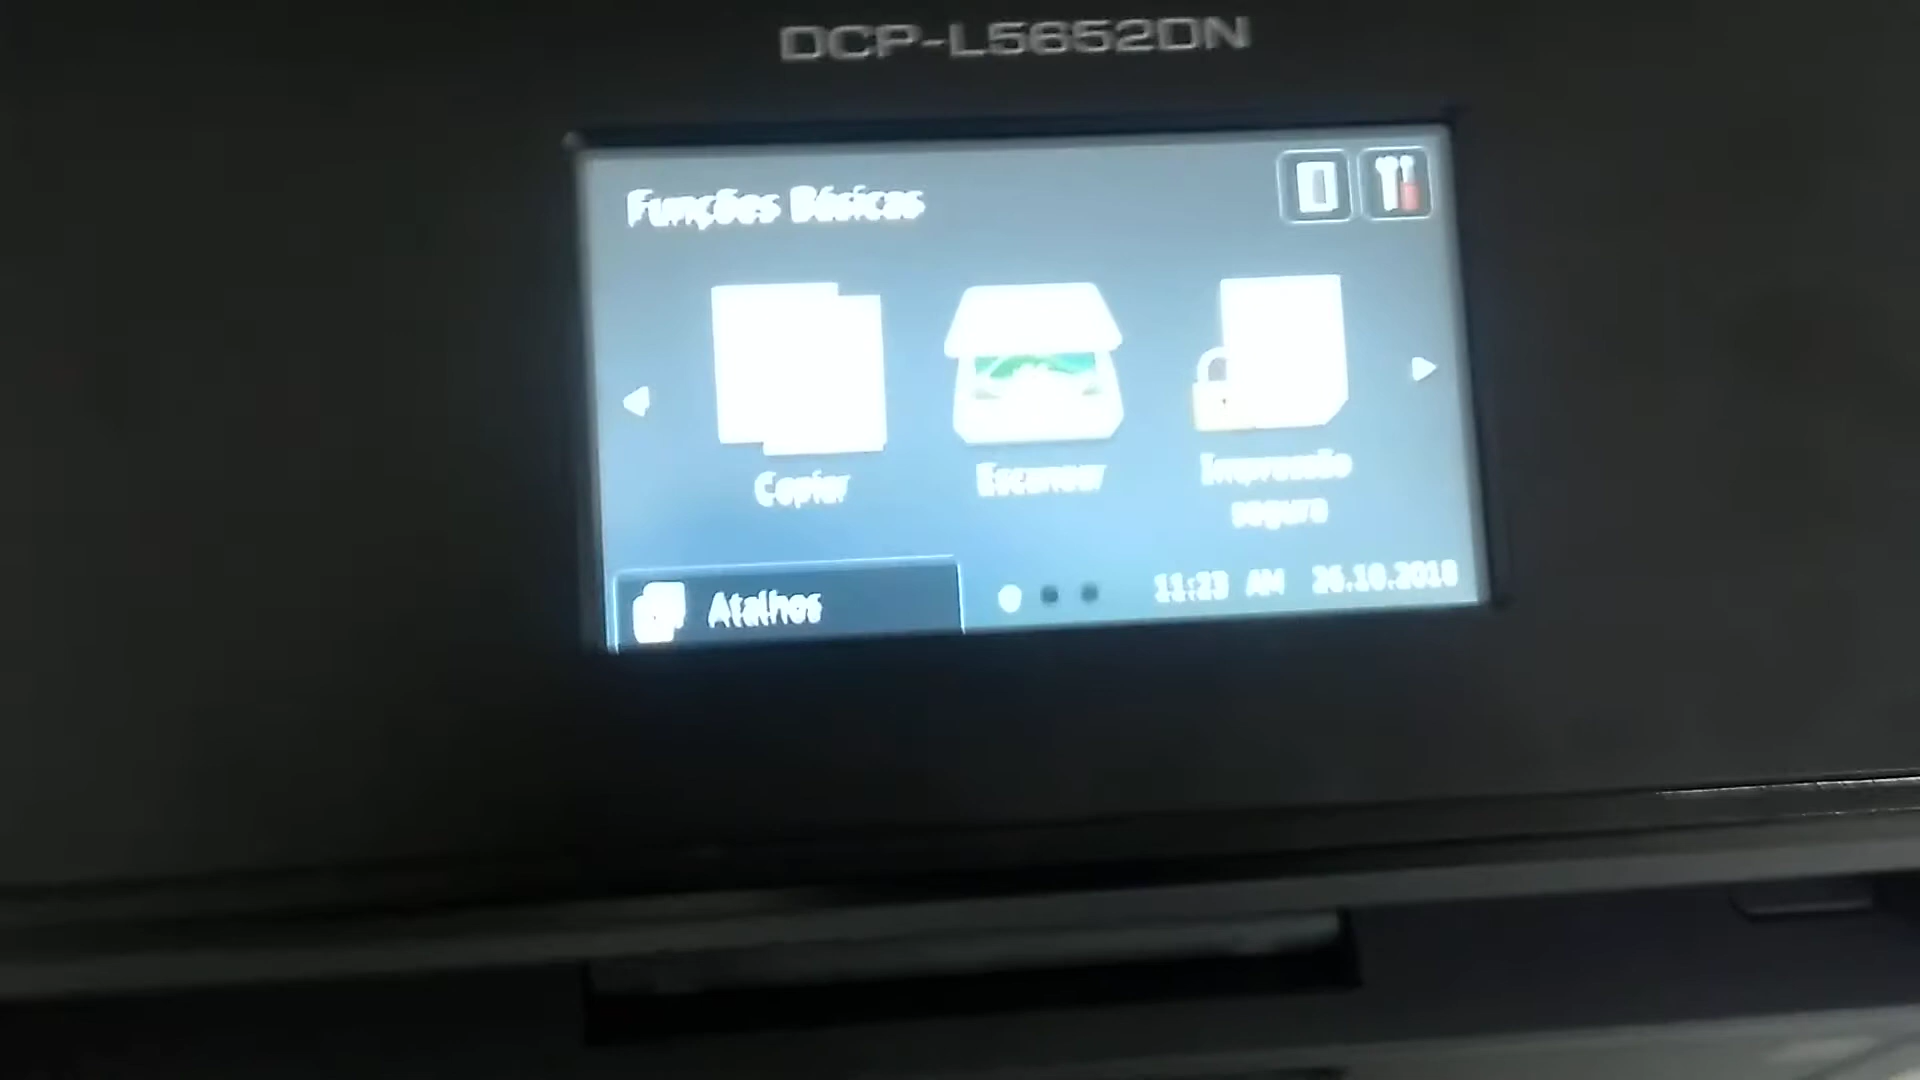 DCP-L5652DN
Funções Básicas
Copiar
Escanear
Impressão
segura
Atalhos
11:23 AM 26.10.2018